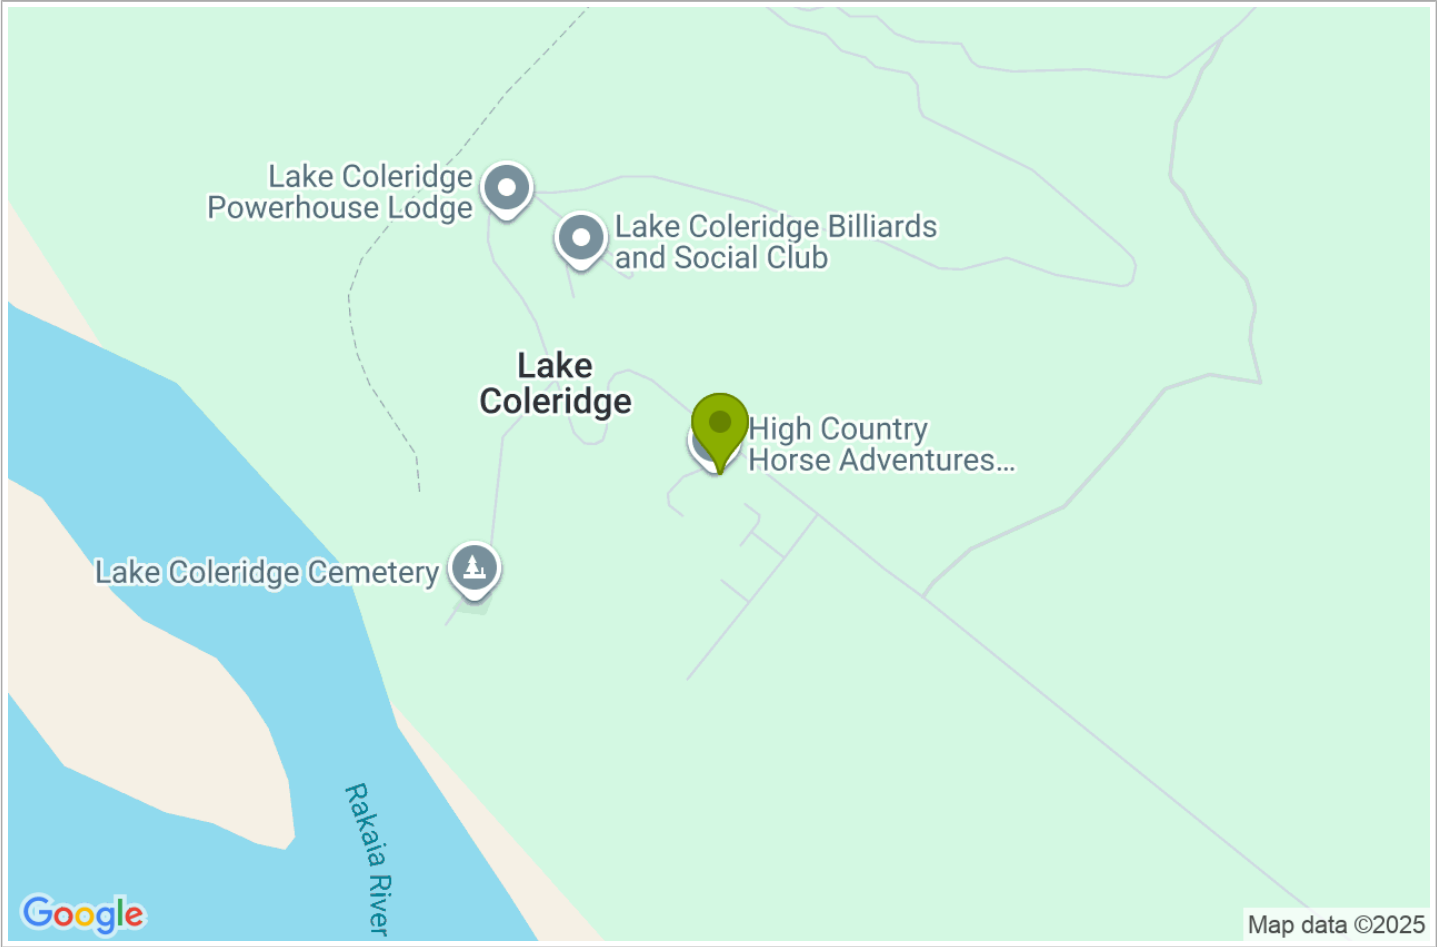 Lake Coleridge
Powerhouse Lodge
Lake Coleridge Billiards
and Social Club
Lake
Coleridge
High Country
Horse Adventures...
Lake Coleridge Cemetery
Rakaia River
Google
Map data ©2025